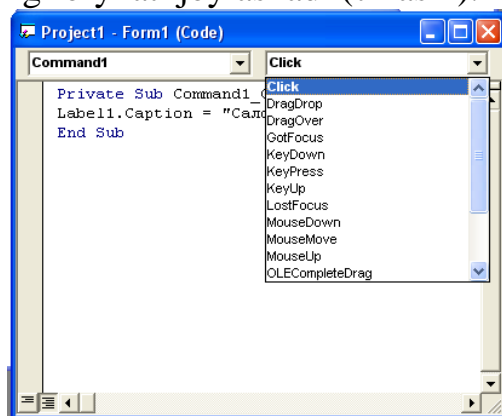 Project1 - Form1 (Code)
Command1
Click
Private Sub Command1_
Label1.Caption = "Сало
End Sub
Click
DragDrop
DragOver
GotFocus
KeyDown
KeyPress
KeyUp
LostFocus
MouseDown
MouseMove
MouseUp
OLECompleteDrag